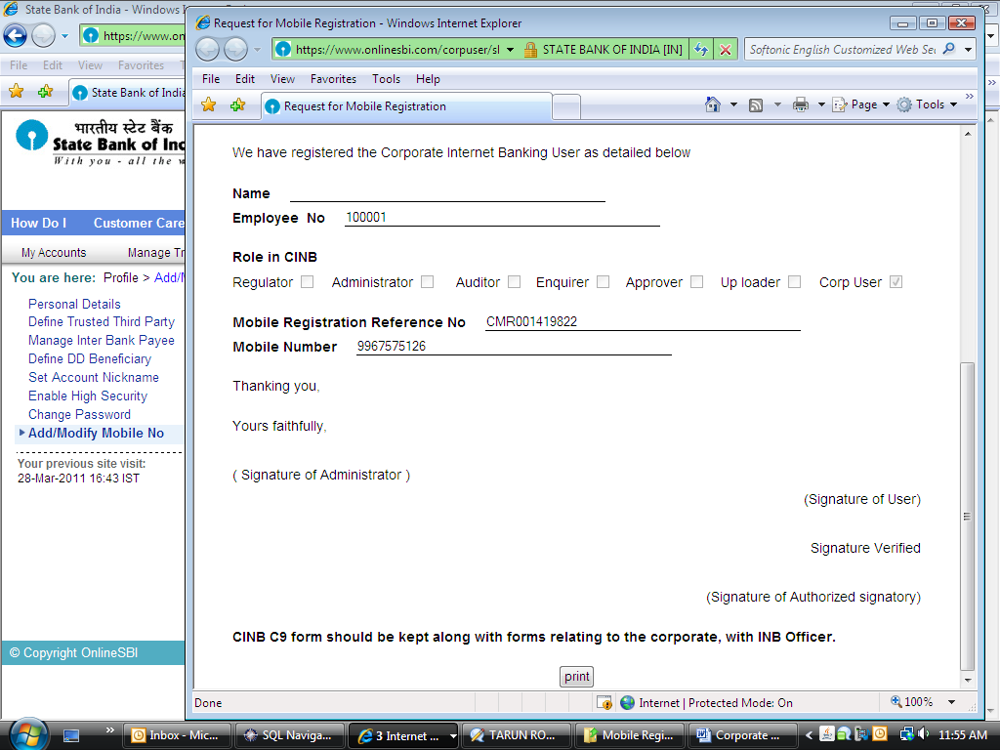 State Bank of India - Windows I
Request for Mobile Registration - Windows Internet Explorer
https://www.on
https://www.onlinesbi.com/corpuser/sl
STATE BANK OF INDIA [IN]
Softonic English Customized Web Se
File Edit View Favorites T
File Edit View Favorites Tools Help
State Bank of India
Request for Mobile Registration
Page Tools
भारतीय स्टेट बैंक
State Bank of Inc
With you - all the w
How Do I Customer Care
My Accounts Manage Tr
You are here: Profile > Add/M
Personal Details
Define Trusted Third Party
Manage Inter Bank Payee
Define DD Beneficiary
Set Account Nickname
Enable High Security
Change Password
Add/Modify Mobile No
Your previous site visit:
28-Mar-2011 16:43 IST
© Copyright OnlineSBI
We have registered the Corporate Internet Banking User as detailed below
Name
Employee No 100001
Role in CINB
Regulator Administrator Auditor Enquirer Approver Up loader Corp User
Mobile Registration Reference No CMR001419822
Mobile Number 9967575126
Thanking you,
Yours faithfully,
( Signature of Administrator )
(Signature of User)
Signature Verified
(Signature of Authorized signatory)
CINB C9 form should be kept along with forms relating to the corporate, with INB Officer.
print
Done
Internet | Protected Mode: On
100%
Inbox - Mic...
SQL Naviga...
3 Internet ...
TARUN RO...
Mobile Regi...
Corporate ...
11:55 AM